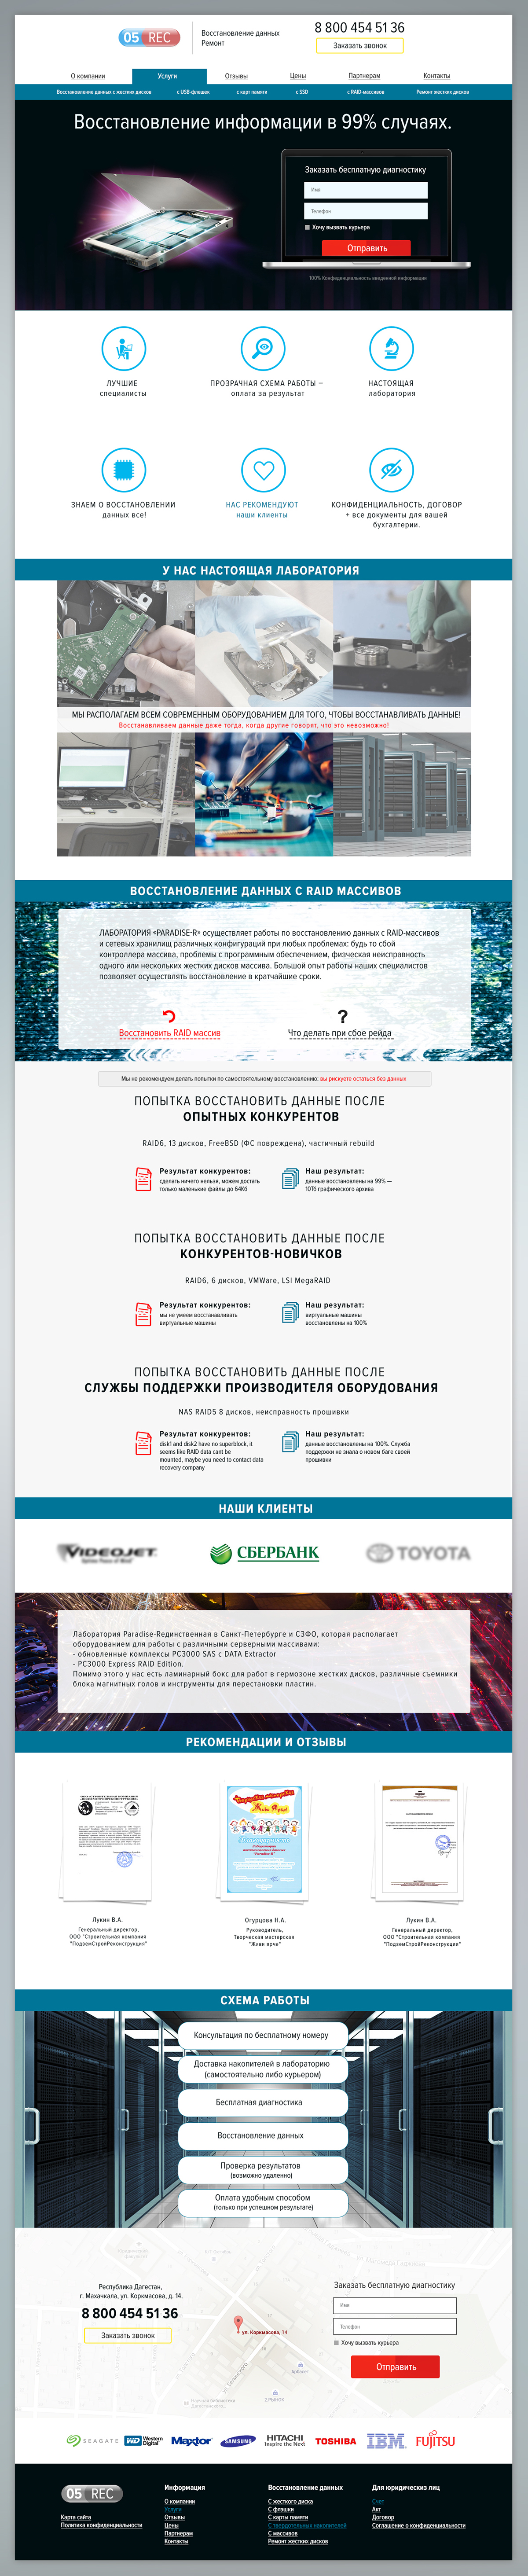 05 REC
Восстановление данных
Ремонт
8 800 454 51 36
Заказать звонок
О компании
Услуги
Отзывы
Цены
Партнерам
Контакты
Восстановление данных с жестких дисков
с USB-флешек
с карт памяти
с SSD
с RAID-массивов
Ремонт жестких дисков
Восстановление информации в 99% случаях.
Заказать бесплатную диагностику
Имя
Телефон
Хочу вызвать курьера
Отправить
100% Конфеденциальность введенной информации
ЛУЧШИЕ
специалисты
ПРОЗРАЧНАЯ СХЕМА РАБОТЫ –
оплата за результат
НАСТОЯЩАЯ
лаборатория
ЗНАЕМ О ВОССТАНОВЛЕНИИ
данных все!
НАС РЕКОМЕНДУЮТ
наши клиенты
КОНФИДЕНЦИАЛЬНОСТЬ, ДОГОВОР
+ все документы для вашей
бухгалтерии.
У НАС НАСТОЯЩАЯ ЛАБОРАТОРИЯ
МЫ РАСПОЛАГАЕМ ВСЕМ СОВРЕМЕННЫМ ОБОРУДОВАНИЕМ ДЛЯ ТОГО, ЧТОБЫ ВОССТАНАВЛИВАТЬ ДАННЫЕ!
Восстанавливаем данные даже тогда, когда другие говорят, что это невозможно!
ВОССТАНОВЛЕНИЕ ДАННЫХ С RAID МАССИВОВ
ЛАБОРАТОРИЯ «PARADISE-R» осуществляет работы по восстановлению данных с RAID-массивов
и сетевых хранилищ различных конфигураций при любых проблемах: будь то сбой
контроллера массива, проблемы с программным обеспечением, физическая неисправность
одного или нескольких жестких дисков массива. Большой опыт работы наших специалистов
позволяет осуществлять восстановление в кратчайшие сроки.
Восстановить RAID массив
Что делать при сбое рейда
Мы не рекомендуем делать попытки по самостоятельному восстановлению: вы рискуете остаться без данных
ПОПЫТКА ВОССТАНОВИТЬ ДАННЫЕ ПОСЛЕ
ОПЫТНЫХ КОНКУРЕНТОВ
RAID6, 13 дисков, FreeBSD (ФС повреждена), частичный rebuild
Результат конкурентов:
сделать ничего нельзя, можем достать
только маленькие файлы до 64Кб
Наш результат:
данные восстановлены на 99% —
10Тб графического архива
ПОПЫТКА ВОССТАНОВИТЬ ДАННЫЕ ПОСЛЕ
КОНКУРЕНТОВ-НОВИЧКОВ
RAID6, 6 дисков, VMWare, LSI MegaRAID
Результат конкурентов:
мы не умеем восстанавливать
виртуальные машины
Наш результат:
виртуальные машины
восстановлены на 100%
ПОПЫТКА ВОССТАНОВИТЬ ДАННЫЕ ПОСЛЕ
СЛУЖБЫ ПОДДЕРЖКИ ПРОИЗВОДИТЕЛЯ ОБОРУДОВАНИЯ
NAS RAID5 8 дисков, неисправность прошивки
Результат конкурентов:
disk1 and disk2 have no superblock, it
seems like RAID data cant be
mounted, maybe you need to contact data
recovery company
Наш результат:
данные восстановлены на 100%. Служба
поддержки не знала о новом баге своей
прошивки
НАШИ КЛИЕНТЫ
VIDEOJET
СБЕРБАНК
TOYOTA
Лаборатория Paradise-Rединственная в Санкт-Петербурге и СЗФО, которая располагает
оборудованием для работы с различными серверными массивами:
- обновленные комплексы PC3000 SAS с DATA Extractor
- PC3000 Express RAID Edition.
Помимо этого у нас есть ламинарный бокс для работ в гермозоне жестких дисков, различные съемники
блока магнитных голов и инструменты для перестановки пластин.
РЕКОМЕНДАЦИИ И ОТЗЫВЫ
Лукин В.А.
Генеральный директор,
ООО "Строительная компания
"ПодземСтройРеконструкция"
Огурцова Н.А.
Руководитель,
Творческая мастерская
"Живи ярче"
Лукин В.А.
Генеральный директор,
ООО "Строительная компания
"ПодземСтройРеконструкция"
СХЕМА РАБОТЫ
Консультация по бесплатному номеру
Доставка накопителей в лабораторию
(самостоятельно либо курьером)
Бесплатная диагностика
Восстановление данных
Проверка результатов
(возможно удаленно)
Оплата удобным способом
(только при успешном результате)
Республика Дагестан,
г. Махачкала, ул. Коркмасова, д. 14.
8 800 454 51 36
Заказать звонок
ул. Коркмасова, 14
Заказать бесплатную диагностику
Имя
Телефон
Хочу вызвать курьера
Отправить
SEAGATE
WD Western Digital
Maxtor
SAMSUNG
HITACHI
Inspire the Next
TOSHIBA
IBM
FUJITSU
05 REC
Карта сайта
Политика конфиденциальности
Информация
О компании
Услуги
Отзывы
Цены
Партнерам
Контакты
Восстановление данных
С жесткого диска
С флэшки
С карты памяти
С твердотельных накопителей
С массивов
Ремонт жестких дисков
Для юридических лиц
Счет
Акт
Договор
Соглашение о конфиденциальности